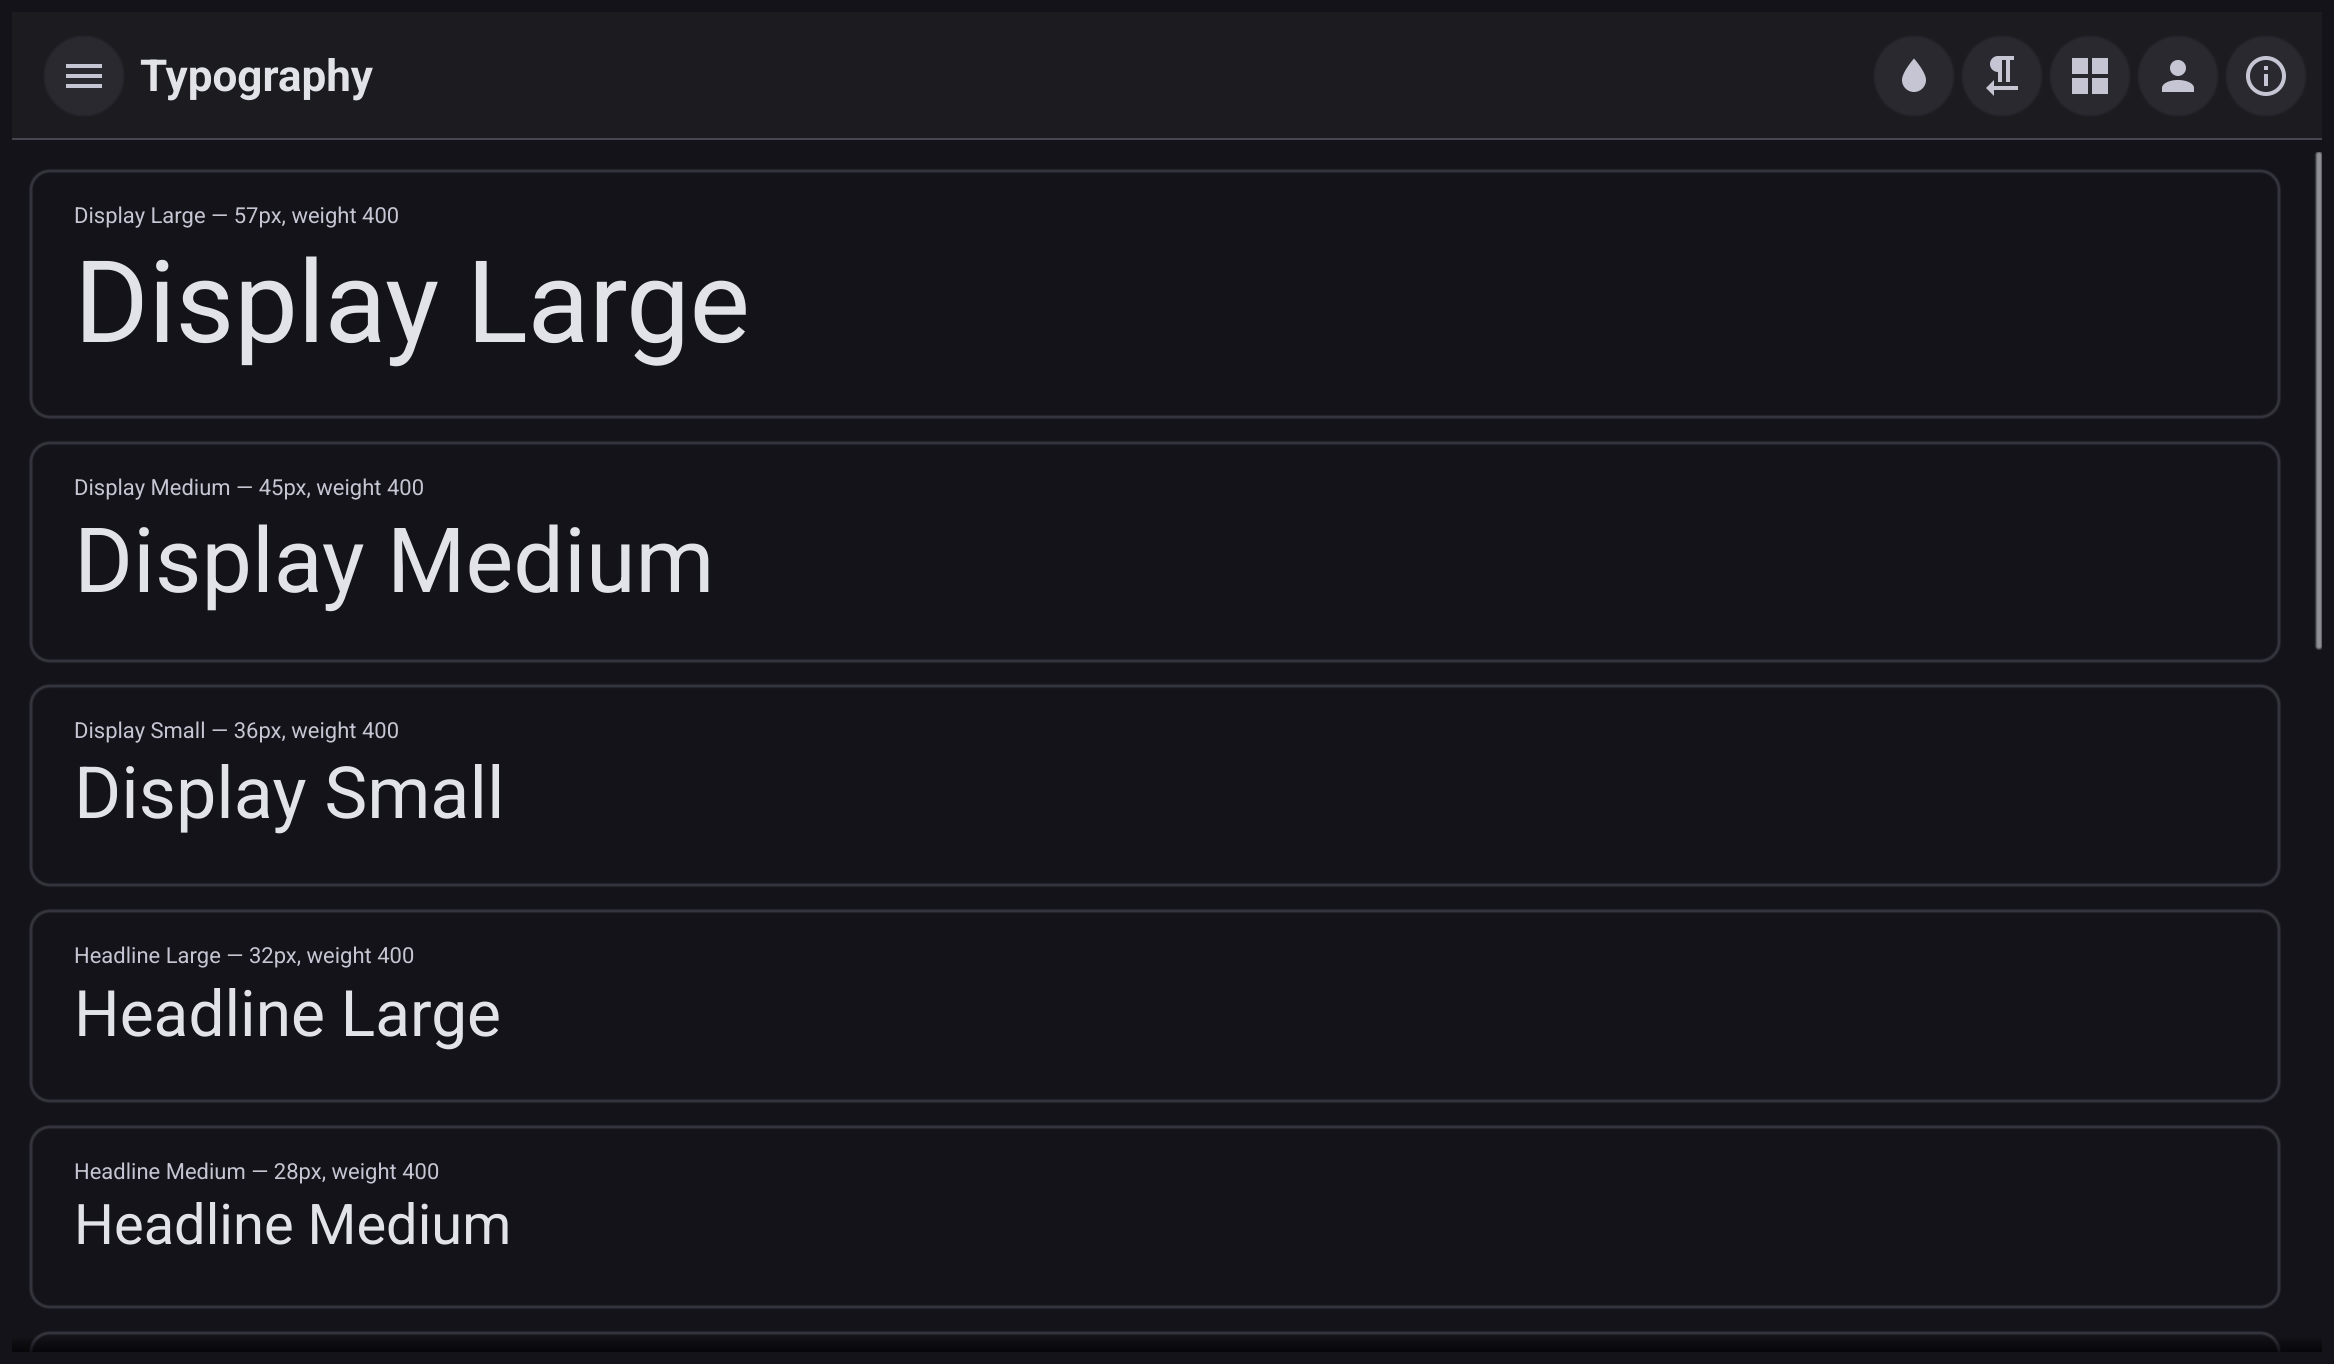 Typography
Display Large — 57px, weight 400
Display Large
Display Medium — 45px, weight 400
Display Medium
Display Small — 36px, weight 400
Display Small
Headline Large — 32px, weight 400
Headline Large
Headline Medium — 28px, weight 400
Headline Medium